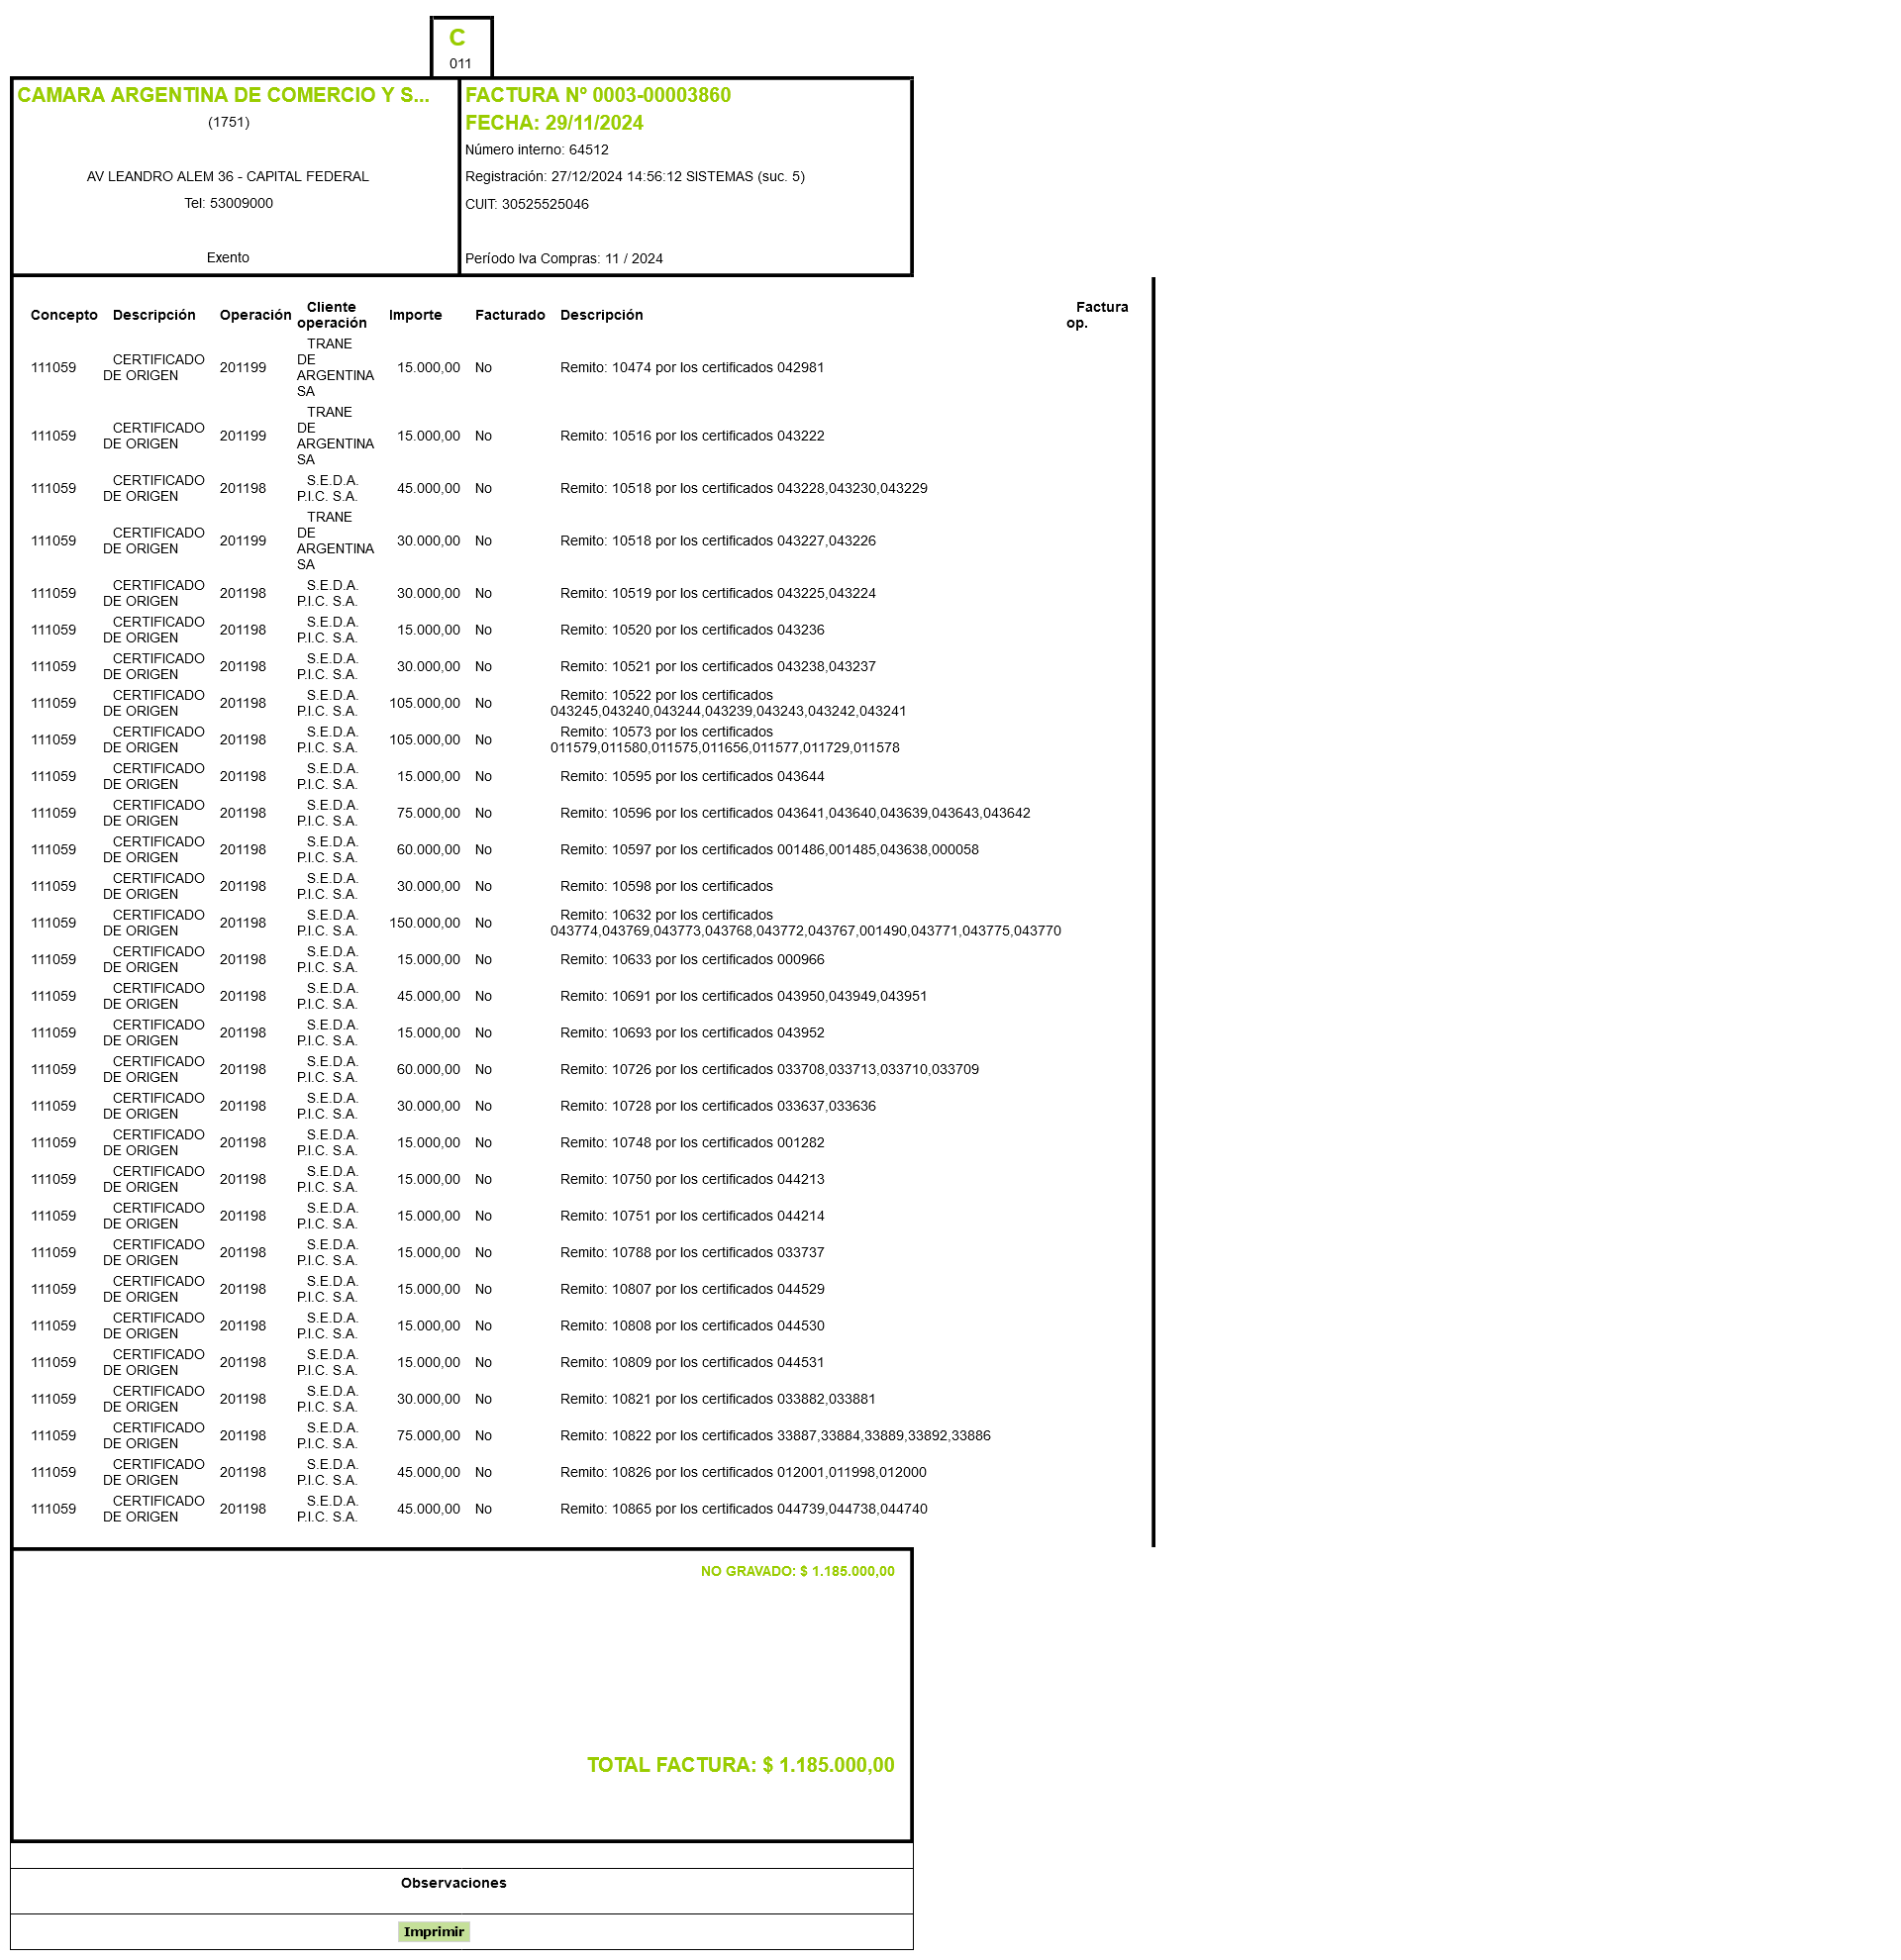 C
011
CAMARA ARGENTINA DE COMERCIO Y S...
(1751)
AV LEANDRO ALEM 36 - CAPITAL FEDERAL
Tel: 53009000
Exento
FACTURA Nº 0003-00003860
FECHA: 29/11/2024
Número interno: 64512
Registración: 27/12/2024 14:56:12 SISTEMAS (suc. 5)
CUIT: 30525525046
Período Iva Compras: 11 / 2024
Concepto Descripción Operación Cliente operación Importe Facturado Descripción Factura op.
111059 CERTIFICADO DE ORIGEN 201199 TRANE DE ARGENTINA SA 15.000,00 No Remito: 10474 por los certificados 042981
111059 CERTIFICADO DE ORIGEN 201199 TRANE DE ARGENTINA SA 15.000,00 No Remito: 10516 por los certificados 043222
111059 CERTIFICADO DE ORIGEN 201198 S.E.D.A. P.I.C. S.A. 45.000,00 No Remito: 10518 por los certificados 043228,043230,043229
111059 CERTIFICADO DE ORIGEN 201199 TRANE DE ARGENTINA SA 30.000,00 No Remito: 10518 por los certificados 043227,043226
111059 CERTIFICADO DE ORIGEN 201198 S.E.D.A. P.I.C. S.A. 30.000,00 No Remito: 10519 por los certificados 043225,043224
111059 CERTIFICADO DE ORIGEN 201198 S.E.D.A. P.I.C. S.A. 15.000,00 No Remito: 10520 por los certificados 043236
111059 CERTIFICADO DE ORIGEN 201198 S.E.D.A. P.I.C. S.A. 30.000,00 No Remito: 10521 por los certificados 043238,043237
111059 CERTIFICADO DE ORIGEN 201198 S.E.D.A. P.I.C. S.A. 105.000,00 No Remito: 10522 por los certificados 043245,043240,043244,043239,043243,043242,043241
111059 CERTIFICADO DE ORIGEN 201198 S.E.D.A. P.I.C. S.A. 105.000,00 No Remito: 10573 por los certificados 011579,011580,011575,011656,011577,011729,011578
111059 CERTIFICADO DE ORIGEN 201198 S.E.D.A. P.I.C. S.A. 15.000,00 No Remito: 10595 por los certificados 043644
111059 CERTIFICADO DE ORIGEN 201198 S.E.D.A. P.I.C. S.A. 75.000,00 No Remito: 10596 por los certificados 043641,043640,043639,043643,043642
111059 CERTIFICADO DE ORIGEN 201198 S.E.D.A. P.I.C. S.A. 60.000,00 No Remito: 10597 por los certificados 001486,001485,043638,000058
111059 CERTIFICADO DE ORIGEN 201198 S.E.D.A. P.I.C. S.A. 30.000,00 No Remito: 10598 por los certificados
111059 CERTIFICADO DE ORIGEN 201198 S.E.D.A. P.I.C. S.A. 150.000,00 No Remito: 10632 por los certificados 043774,043769,043773,043768,043772,043767,001490,043771,043775,043770
111059 CERTIFICADO DE ORIGEN 201198 S.E.D.A. P.I.C. S.A. 15.000,00 No Remito: 10633 por los certificados 000966
111059 CERTIFICADO DE ORIGEN 201198 S.E.D.A. P.I.C. S.A. 45.000,00 No Remito: 10691 por los certificados 043950,043949,043951
111059 CERTIFICADO DE ORIGEN 201198 S.E.D.A. P.I.C. S.A. 15.000,00 No Remito: 10693 por los certificados 043952
111059 CERTIFICADO DE ORIGEN 201198 S.E.D.A. P.I.C. S.A. 60.000,00 No Remito: 10726 por los certificados 033708,033713,033710,033709
111059 CERTIFICADO DE ORIGEN 201198 S.E.D.A. P.I.C. S.A. 30.000,00 No Remito: 10728 por los certificados 033637,033636
111059 CERTIFICADO DE ORIGEN 201198 S.E.D.A. P.I.C. S.A. 15.000,00 No Remito: 10748 por los certificados 001282
111059 CERTIFICADO DE ORIGEN 201198 S.E.D.A. P.I.C. S.A. 15.000,00 No Remito: 10750 por los certificados 044213
111059 CERTIFICADO DE ORIGEN 201198 S.E.D.A. P.I.C. S.A. 15.000,00 No Remito: 10751 por los certificados 044214
111059 CERTIFICADO DE ORIGEN 201198 S.E.D.A. P.I.C. S.A. 15.000,00 No Remito: 10788 por los certificados 033737
111059 CERTIFICADO DE ORIGEN 201198 S.E.D.A. P.I.C. S.A. 15.000,00 No Remito: 10807 por los certificados 044529
111059 CERTIFICADO DE ORIGEN 201198 S.E.D.A. P.I.C. S.A. 15.000,00 No Remito: 10808 por los certificados 044530
111059 CERTIFICADO DE ORIGEN 201198 S.E.D.A. P.I.C. S.A. 15.000,00 No Remito: 10809 por los certificados 044531
111059 CERTIFICADO DE ORIGEN 201198 S.E.D.A. P.I.C. S.A. 30.000,00 No Remito: 10821 por los certificados 033882,033881
111059 CERTIFICADO DE ORIGEN 201198 S.E.D.A. P.I.C. S.A. 75.000,00 No Remito: 10822 por los certificados 33887,33884,33889,33892,33886
111059 CERTIFICADO DE ORIGEN 201198 S.E.D.A. P.I.C. S.A. 45.000,00 No Remito: 10826 por los certificados 012001,011998,012000
111059 CERTIFICADO DE ORIGEN 201198 S.E.D.A. P.I.C. S.A. 45.000,00 No Remito: 10865 por los certificados 044739,044738,044740
NO GRAVADO: $ 1.185.000,00
TOTAL FACTURA: $ 1.185.000,00
Observaciones
Imprimir